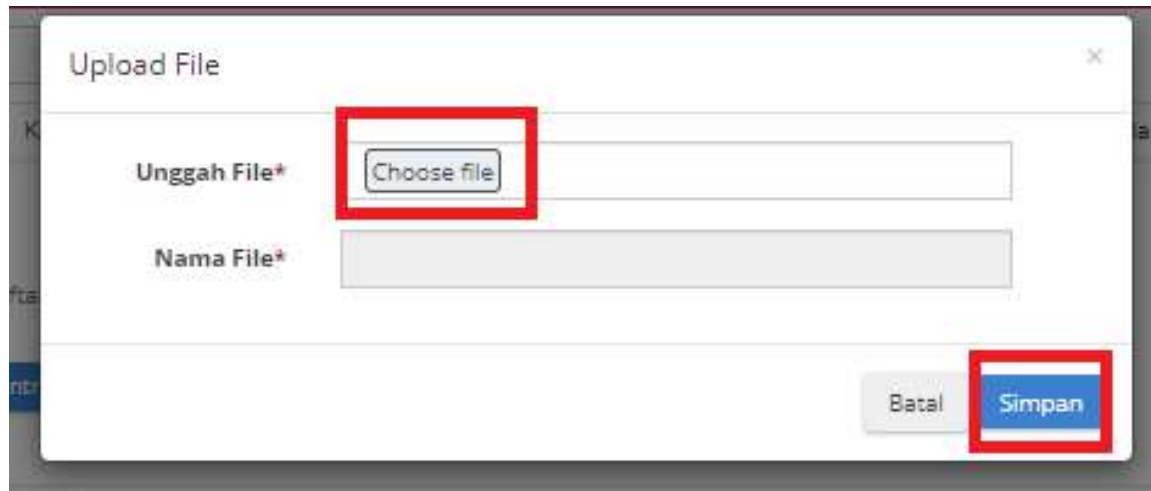 Upload File
×
Unggah File*
Choose file
Nama File*
Batal
Simpan